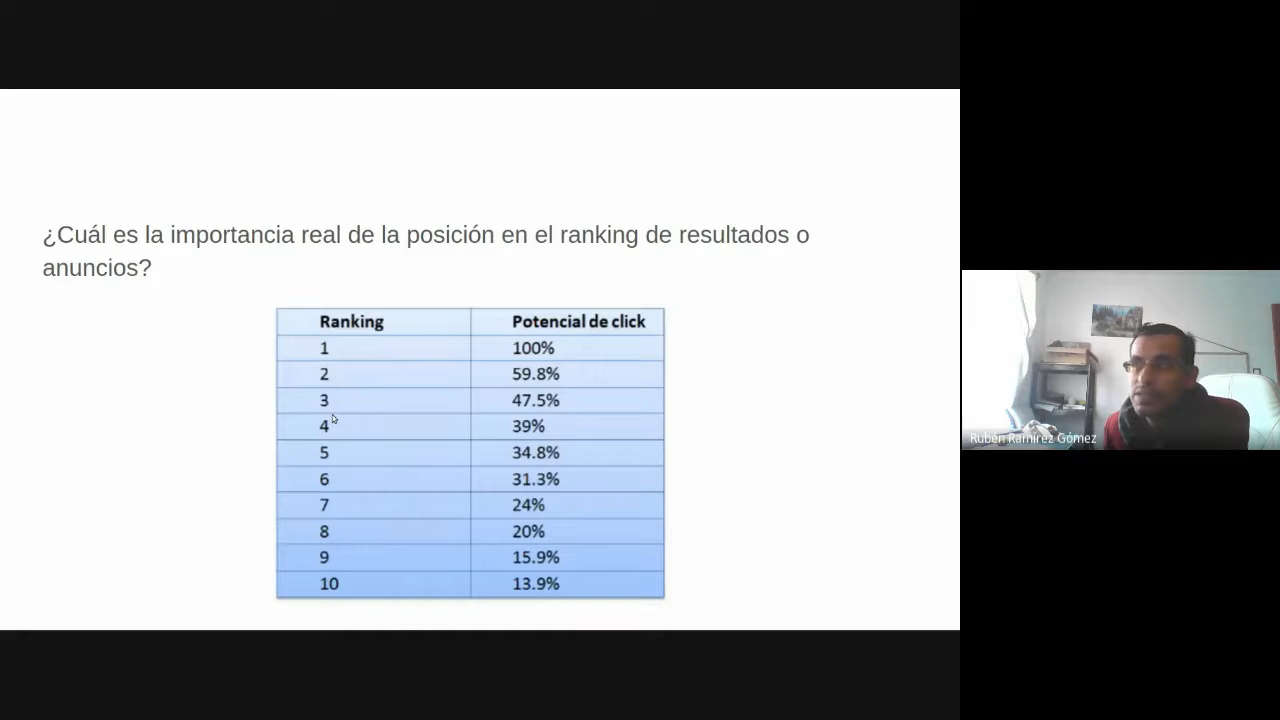 ¿Cuál es la importancia real de la posición en el ranking de resultados o
anuncios?
Ranking Potencial de click
1 100%
2 59.8%
3 47.5%
4 39%
5 34.8%
6 31.3%
7 24%
8 20%
9 15.9%
10 13.9%
Rubén Ramírez Gómez